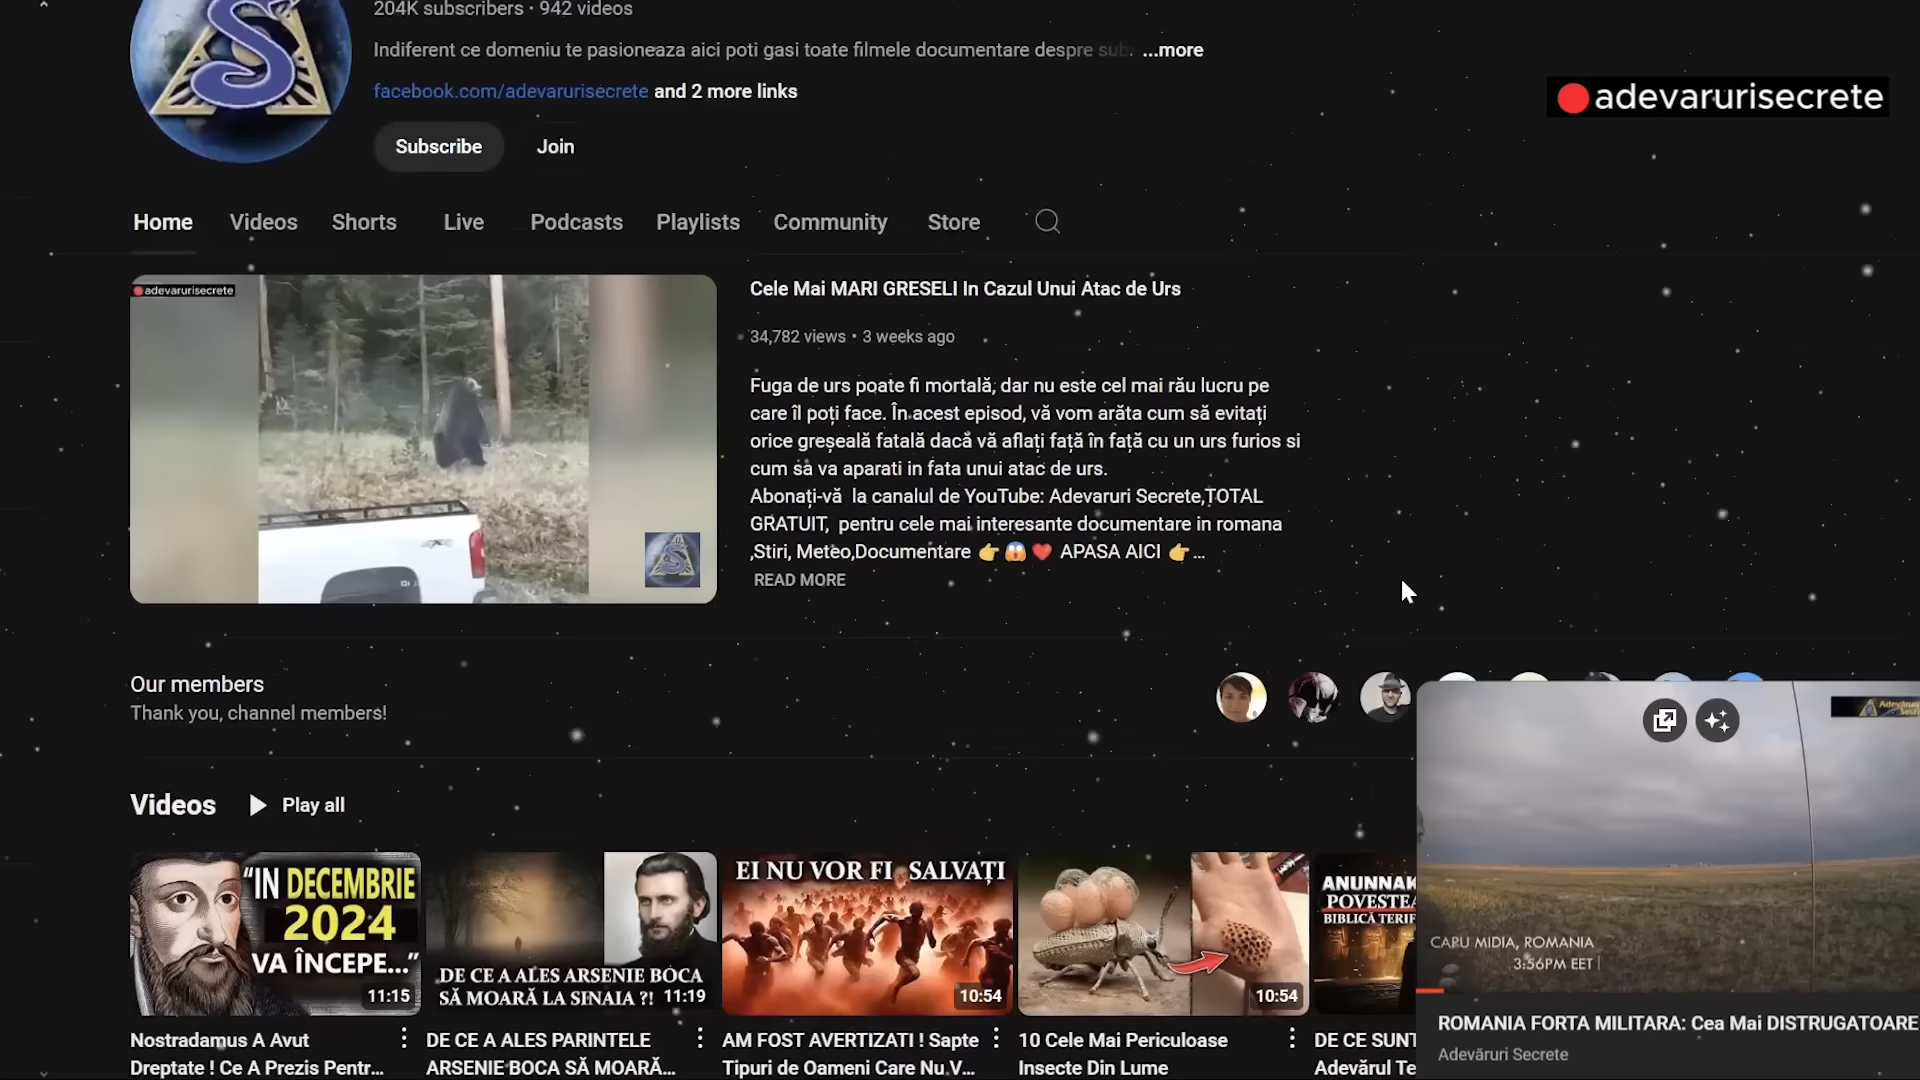 204K subscribers • 942 videos
Indiferent ce domeniu te pasioneaza aici poti gasi toate filmele documentare despre sub. ...more
facebook.com/adevarurisecrete and 2 more links
adevarurisecrete
Subscribe
Join
Home
Videos
Shorts
Live
Podcasts
Playlists
Community
Store
adevarurisecrete
Cele Mai MARI GRESELI In Cazul Unui Atac de Urs
34,782 views • 3 weeks ago
Fuga de urs poate fi mortală, dar nu este cel mai rău lucru pe
care îl poți face. În acest episod, vă vom arăta cum să evitați
orice greșeală fatală dacă vă aflați față în față cu un urs furios si
cum sa va aparati in fata unui atac de urs.
Abonați-vă la canalul de YouTube: Adevaruri Secrete,TOTAL
GRATUIT, pentru cele mai interesante documentare in romana
,Stiri, Meteo,Documentare 👉 😱 ❤️ APASA AICI 👉 ...
READ MORE
Our members
Thank you, channel members!
Videos
Play all
"IN DECEMBRIE
2024
VA ÎNCEPE..."
11:15
DE CE A ALES ARSENIE BOCA
SĂ MOARĂ LA SINAIA ?!
11:19
EI NU VOR FI SALVAȚI
10:54
10:54
ANUNNAK
POVESTEA
BIBLICĂ TERIF
CAPU MIDIA, ROMANIA
3:56PM EET
Nostradamus A Avut
Dreptate ! Ce A Prezis Pentr...
DE CE A ALES PARINTELE
ARSENIE BOCA SĂ MOARĂ...
AM FOST AVERTIZATI ! Sapte
Tipuri de Oameni Care Nu V...
10 Cele Mai Periculoase
Insecte Din Lume
DE CE SUNT
Adevărul Te
ROMANIA FORTA MILITARA: Cea Mai DISTRUGATOARE
Adevăruri Secrete